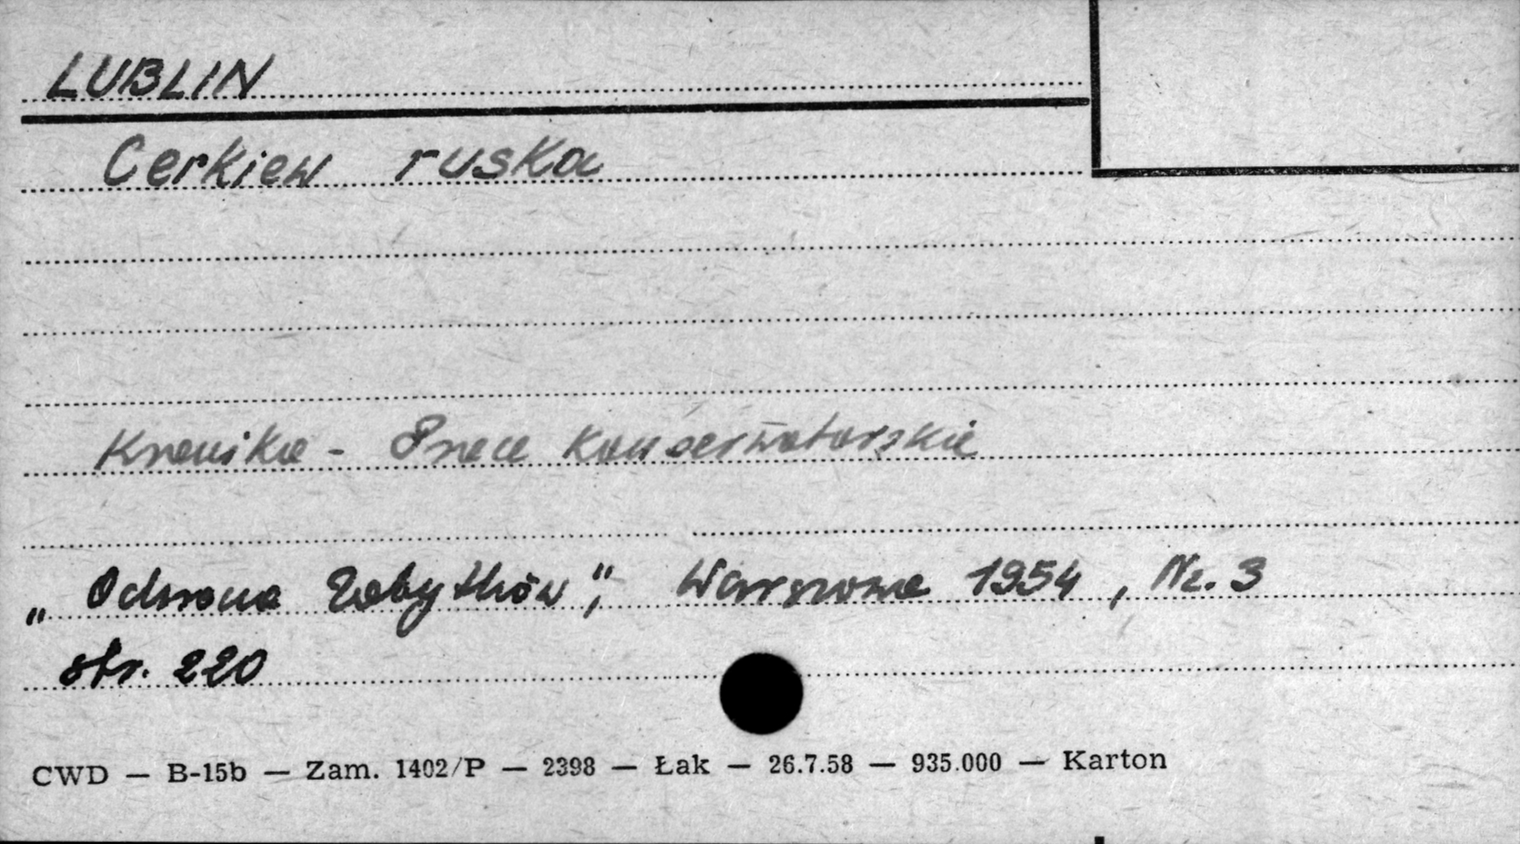 LUBLIN
Cerkiew ruska
Kronika - Prace konserwatorskie
„Ochrona Zabytków”, Warszawa 1954, Nr. 3
str. 220
CWD — B-15b — Zam. 1402/P — 2398 — Łak — 26.7.58 — 935.000 — Karton